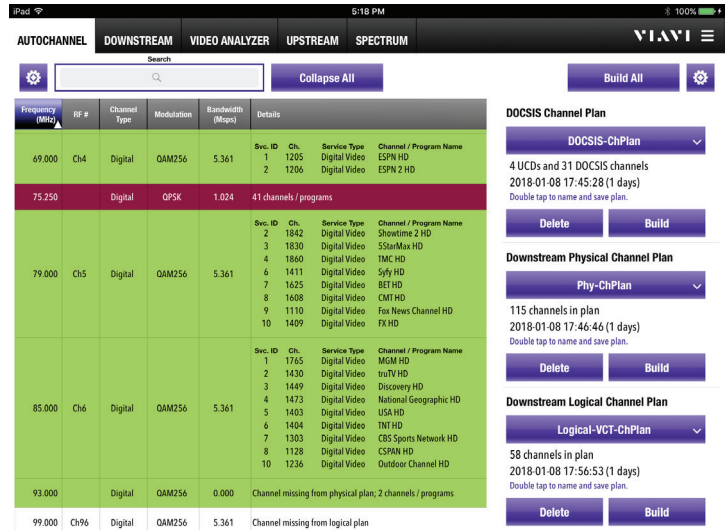 iPad 5:18 PM 100%
AUTOCHANNEL DOWNSTREAM VIDEO ANALYZER UPSTREAM SPECTRUM VIAVI
Search
Collapse All Build All
Frequency (MHz) RF # Channel Type Modulation Bandwidth (Msps) Details
Svc. ID Ch. Service Type Channel / Program Name
69.000 Ch4 Digital QAM256 5.361
1 1205 Digital Video ESPN HD
2 1206 Digital Video ESPN 2 HD
75.250 Digital QPSK 1.024 41 channels / programs
Svc. ID Ch. Service Type Channel / Program Name
79.000 Ch5 Digital QAM256 5.361
2 1842 Digital Video Showtime 2 HD
3 1830 Digital Video 5StarMax HD
4 1860 Digital Video TMC HD
6 1411 Digital Video Syfy HD
7 1625 Digital Video BET HD
8 1608 Digital Video CMT HD
9 1110 Digital Video Fox News Channel HD
10 1409 Digital Video FX HD
Svc. ID Ch. Service Type Channel / Program Name
85.000 Ch6 Digital QAM256 5.361
1 1765 Digital Video MGM HD
2 1430 Digital Video truTV HD
3 1449 Digital Video Discovery HD
4 1473 Digital Video National Geographic HD
5 1403 Digital Video USA HD
6 1404 Digital Video TNT HD
7 1303 Digital Video CBS Sports Network HD
8 1128 Digital Video CSPAN HD
10 1236 Digital Video Outdoor Channel HD
93.000 Digital QAM256 0.000 Channel missing from physical plan; 2 channels / programs
99.000 Ch96 Digital QAM256 5.361 Channel missing from logical plan
DOCSIS Channel Plan
DOCSIS-ChPlan
4 UCDs and 31 DOCSIS channels
2018-01-08 17:45:28 (1 days)
Double tap to name and save plan.
Delete Build
Downstream Physical Channel Plan
Phy-ChPlan
115 channels in plan
2018-01-08 17:46:46 (1 days)
Double tap to name and save plan.
Delete Build
Downstream Logical Channel Plan
Logical-VCT-ChPlan
58 channels in plan
2018-01-08 17:56:53 (1 days)
Double tap to name and save plan.
Delete Build